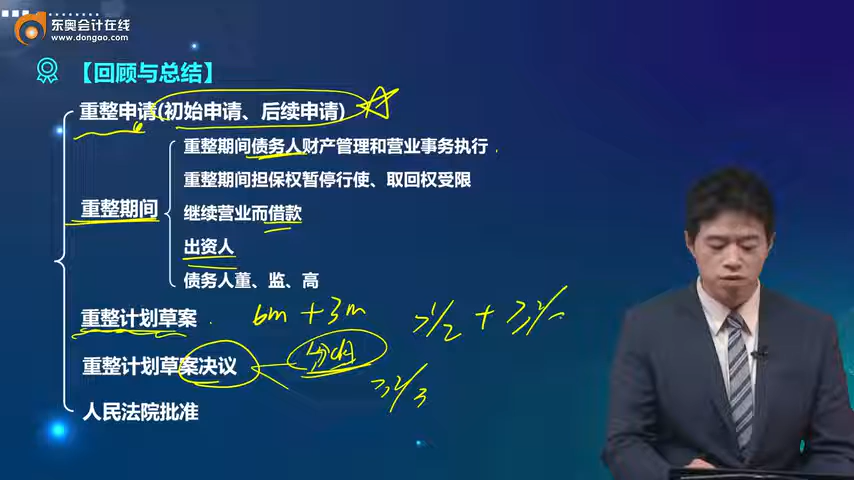 东奥会计在线
www.dongao.com
【回顾与总结】
重整申请(初始申请、后续申请)
重整期间债务人财产管理和营业事务执行
重整期间担保权暂停行使、取回权受限
重整期间
继续营业而借款
出资人
债务人董、监、高
重整计划草案
6m + 3m
>1/2 + ≥2/
重整计划草案决议
≥2/3
人民法院批准